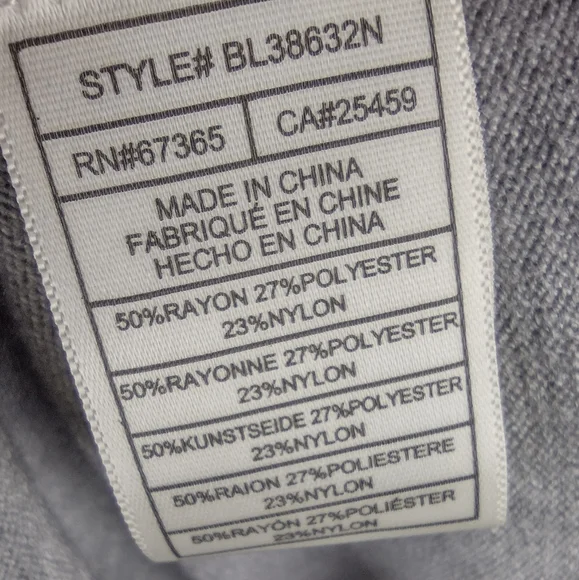 STYLE# BL38632N
RN#67365 CA#25459
MADE IN CHINA
FABRIQUÉ EN CHINE
HECHO EN CHINA
50%RAYON 27%POLYESTER
23%NYLON
50%RAYONNE 27%POLYESTER
23%NYLON
50%KUNSTSEIDE 27%POLYESTER
23%NYLON
50%RAION 27%POLIESTERE
23%NYLON
50%RAYÓN 27%POLIÉSTER
23%NYLON